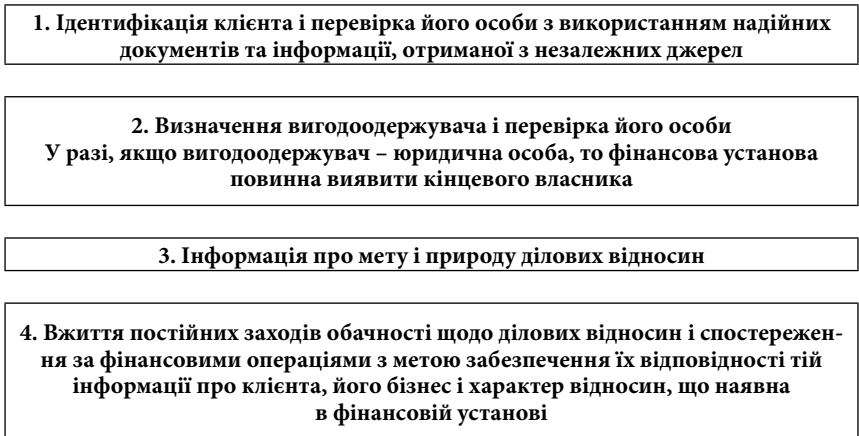 1. Ідентифікація клієнта і перевірка його особи з використанням надійних
документів та інформації, отриманої з незалежних джерел
2. Визначення вигодоодержувача і перевірка його особи
У разі, якщо вигодоодержувач – юридична особа, то фінансова установа
повинна виявити кінцевого власника
3. Інформація про мету і природу ділових відносин
4. Вжиття постійних заходів обачності щодо ділових відносин і спостережен-
ня за фінансовими операціями з метою забезпечення їх відповідності тій
інформації про клієнта, його бізнес і характер відносин, що наявна
в фінансовій установі